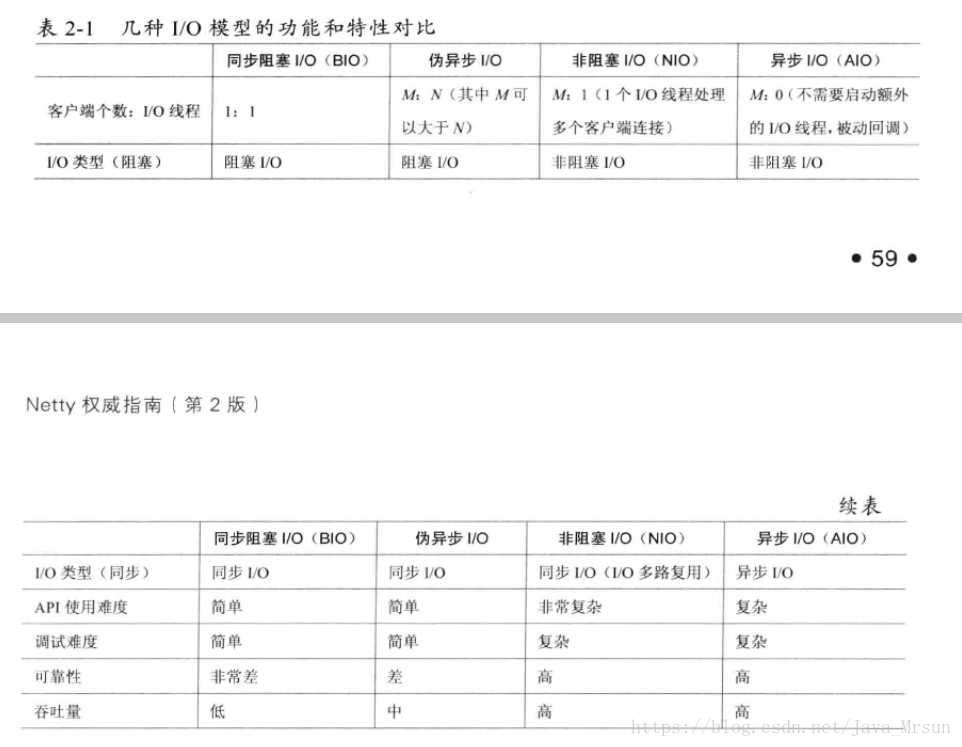 表 2-1 几种 I/O 模型的功能和特性对比
同步阻塞 I/O（BIO） 伪异步 I/O 非阻塞 I/O（NIO） 异步 I/O（AIO）
客户端个数：I/O 线程 1：1 M：N（其中 M 可以大于 N） M：1（1 个 I/O 线程处理多个客户端连接） M：0（不需要启动额外的 I/O 线程，被动回调）
I/O 类型（阻塞） 阻塞 I/O 阻塞 I/O 非阻塞 I/O 非阻塞 I/O
• 59 •
Netty 权威指南（第 2 版）
续表
同步阻塞 I/O（BIO） 伪异步 I/O 非阻塞 I/O（NIO） 异步 I/O（AIO）
I/O 类型（同步） 同步 I/O 同步 I/O 同步 I/O（I/O 多路复用） 异步 I/O
API 使用难度 简单 简单 非常复杂 复杂
调试难度 简单 简单 复杂 复杂
可靠性 非常差 差 高 高
吞吐量 低 中 高 高
https://blog.csdn.net/Java_Mrsun